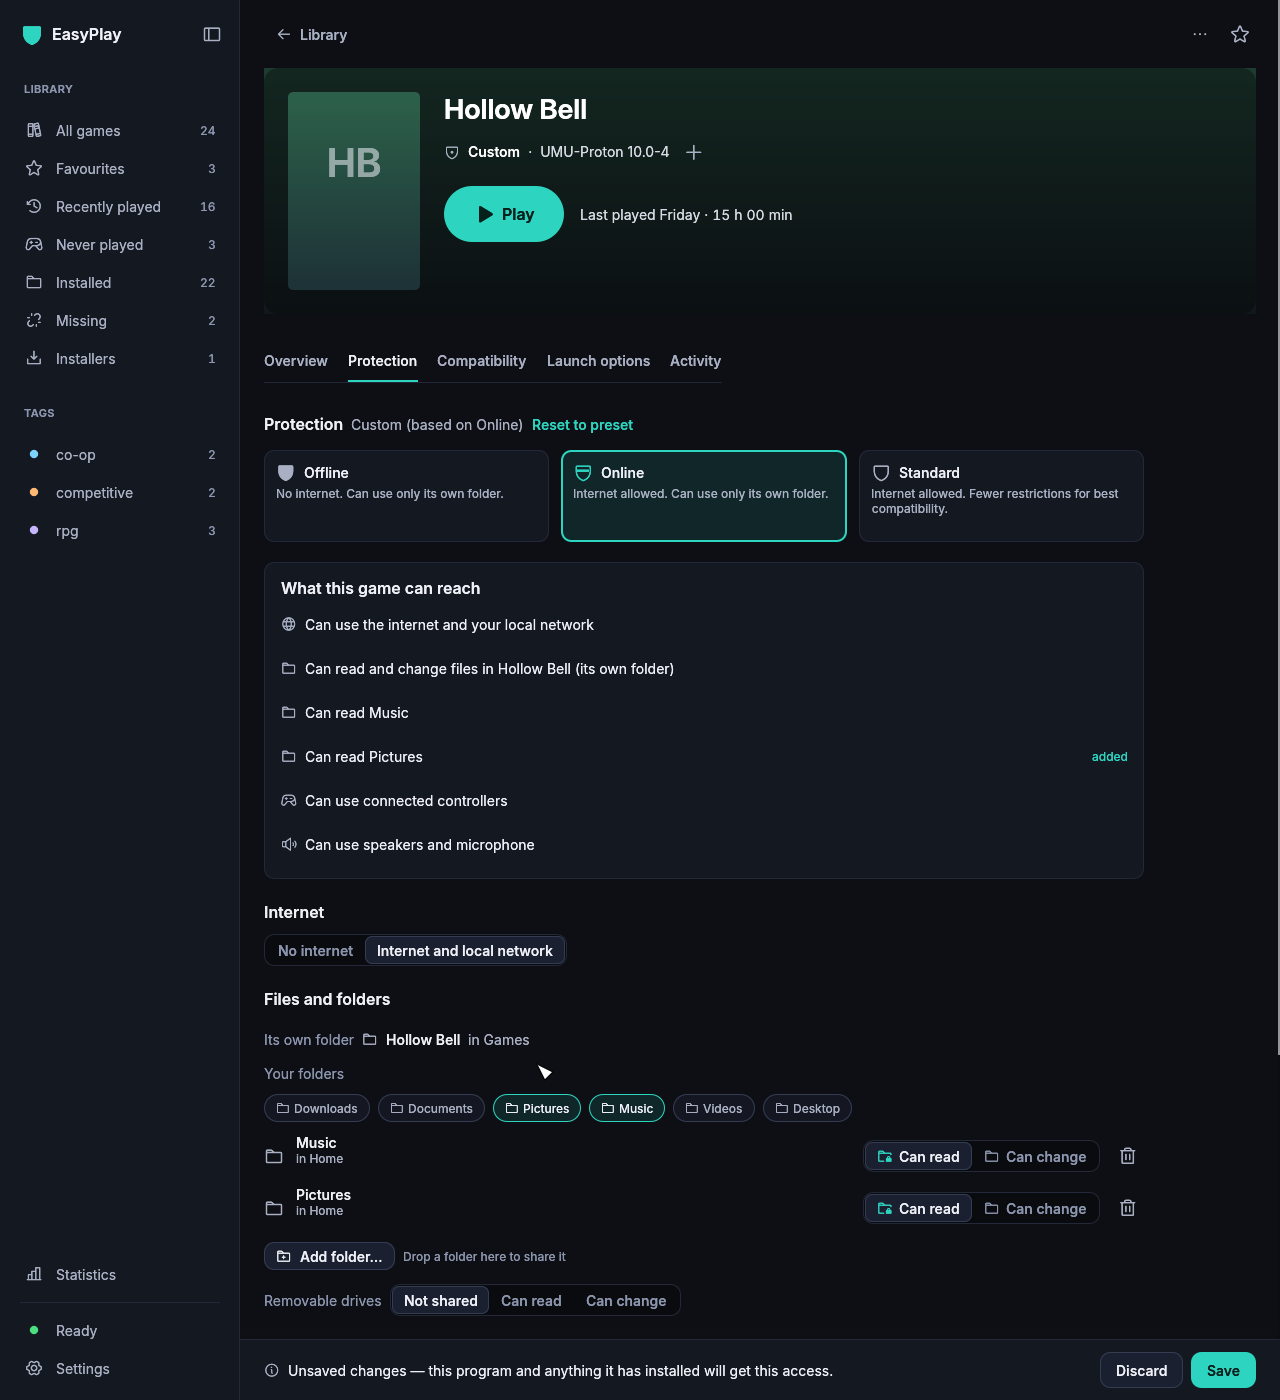 EasyPlay
LIBRARY
All games 24
Favourites 3
Recently played 16
Never played 3
Installed 22
Missing 2
Installers 1
TAGS
co-op 2
competitive 2
rpg 3
Statistics
Ready
Settings
Library
HB
Hollow Bell
Custom · UMU-Proton 10.0-4
Play
Last played Friday · 15 h 00 min
Overview Protection Compatibility Launch options Activity
Protection Custom (based on Online) Reset to preset
Offline
No internet. Can use only its own folder.
Online
Internet allowed. Can use only its own folder.
Standard
Internet allowed. Fewer restrictions for best
compatibility.
What this game can reach
Can use the internet and your local network
Can read and change files in Hollow Bell (its own folder)
Can read Music
Can read Pictures added
Can use connected controllers
Can use speakers and microphone
Internet
No internet Internet and local network
Files and folders
Its own folder Hollow Bell in Games
Your folders
Downloads Documents Pictures Music Videos Desktop
Music
in Home
Can read Can change
Pictures
in Home
Can read Can change
Add folder... Drop a folder here to share it
Removable drives Not shared Can read Can change
Unsaved changes — this program and anything it has installed will get this access.
Discard Save